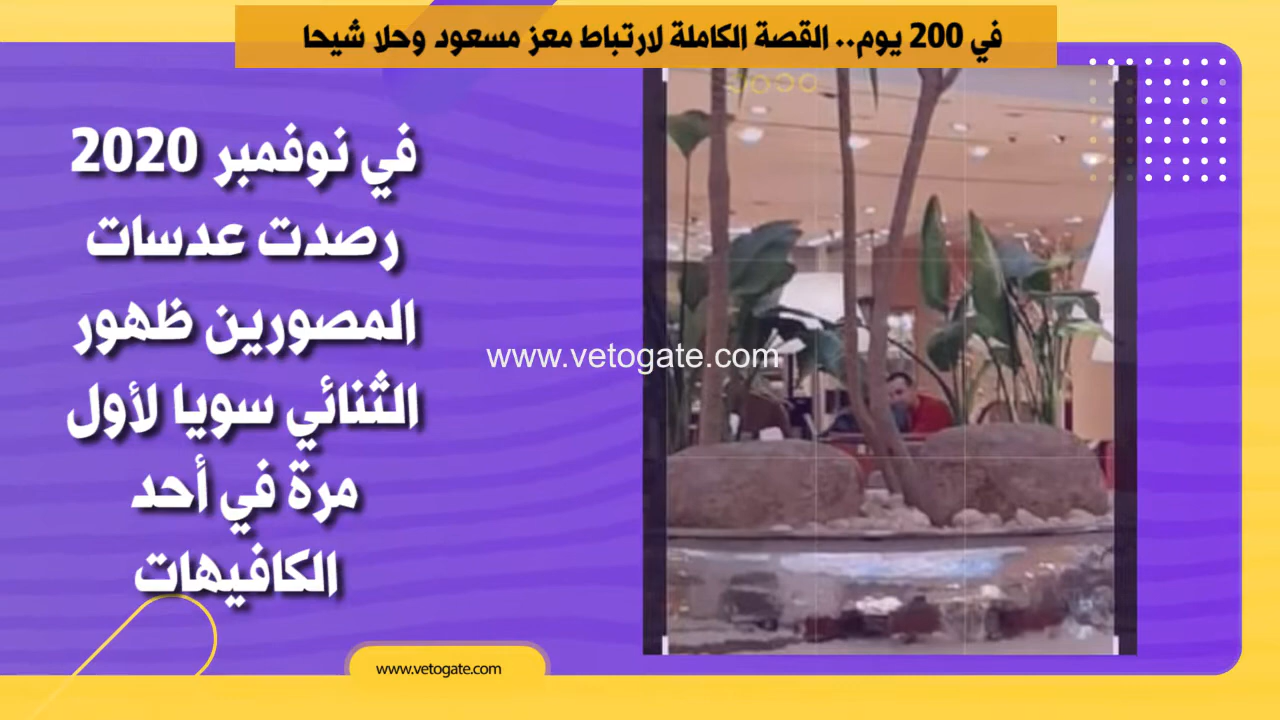 في 200 يوم.. القصة الكاملة لارتباط معز مسعود وحلا شيحا
في نوفمبر 2020
رصدت عدسات
المصورين ظهور
الثنائي سويا لأول
مرة في أحد
الكافيهات
www.vetogate.com
www.vetogate.com